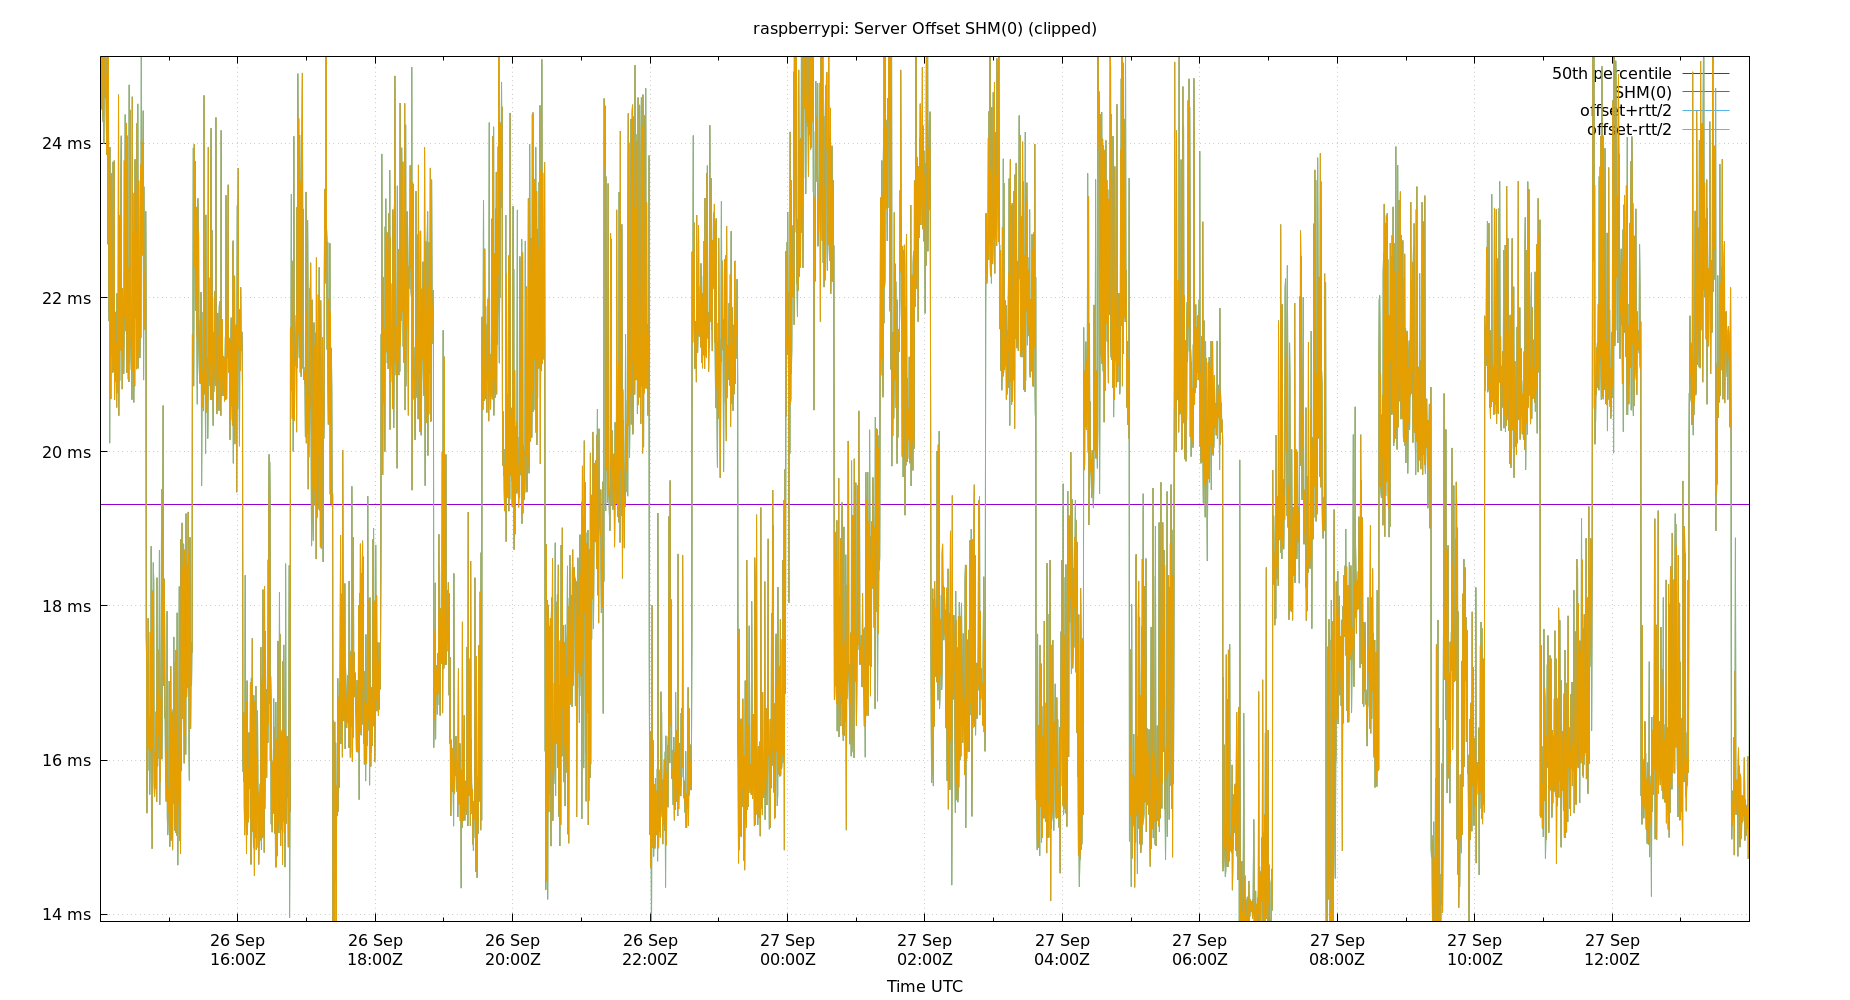 raspberrypi: Server Offset SHM(0) (clipped)
50th percentile
SHM(0)
offset+rtt/2
offset-rtt/2
24 ms
22 ms
20 ms
18 ms
16 ms
14 ms
26 Sep 26 Sep 26 Sep 26 Sep 27 Sep 27 Sep 27 Sep 27 Sep 27 Sep 27 Sep 27 Sep
16:00Z 18:00Z 20:00Z 22:00Z 00:00Z 02:00Z 04:00Z 06:00Z 08:00Z 10:00Z 12:00Z
Time UTC